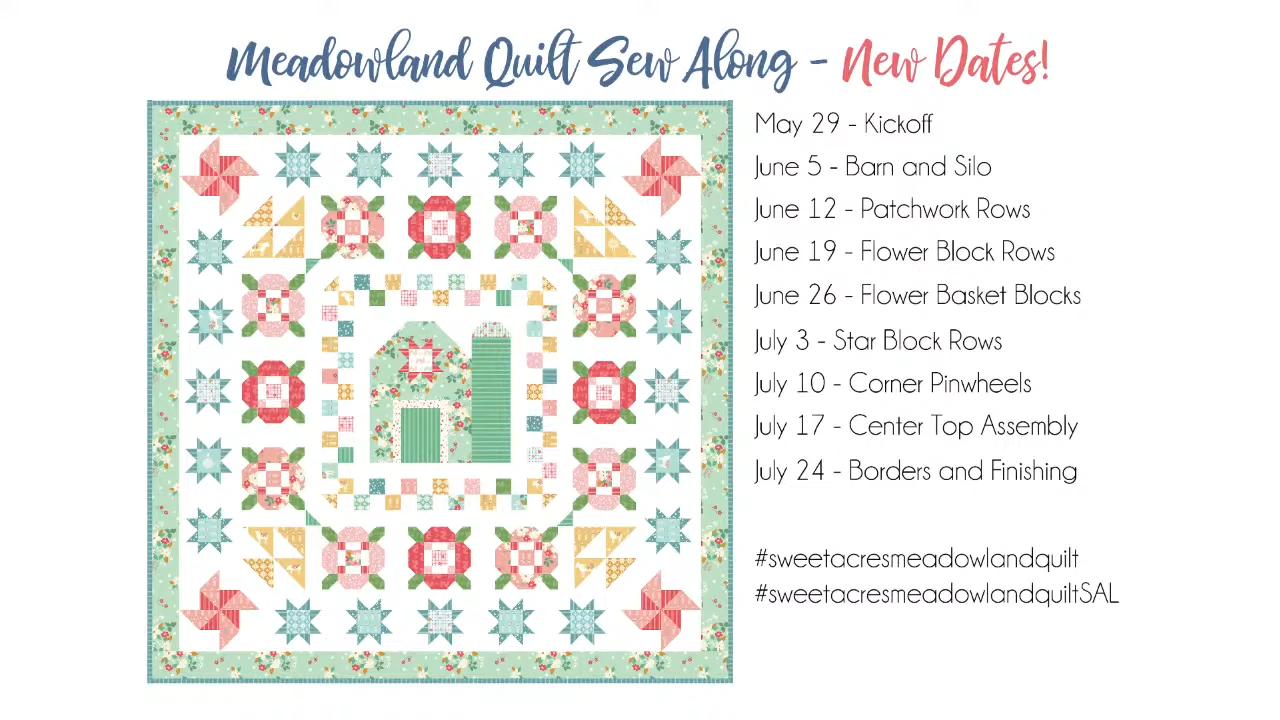 Meadowland Quilt Sew Along - New Dates!
May 29 - Kickoff
June 5 - Barn and Silo
June 12 - Patchwork Rows
June 19 - Flower Block Rows
June 26 - Flower Basket Blocks
July 3 - Star Block Rows
July 10 - Corner Pinwheels
July 17 - Center Top Assembly
July 24 - Borders and Finishing
#sweetacresmeadowlandquilt
#sweetacresmeadowlandquiltSAL